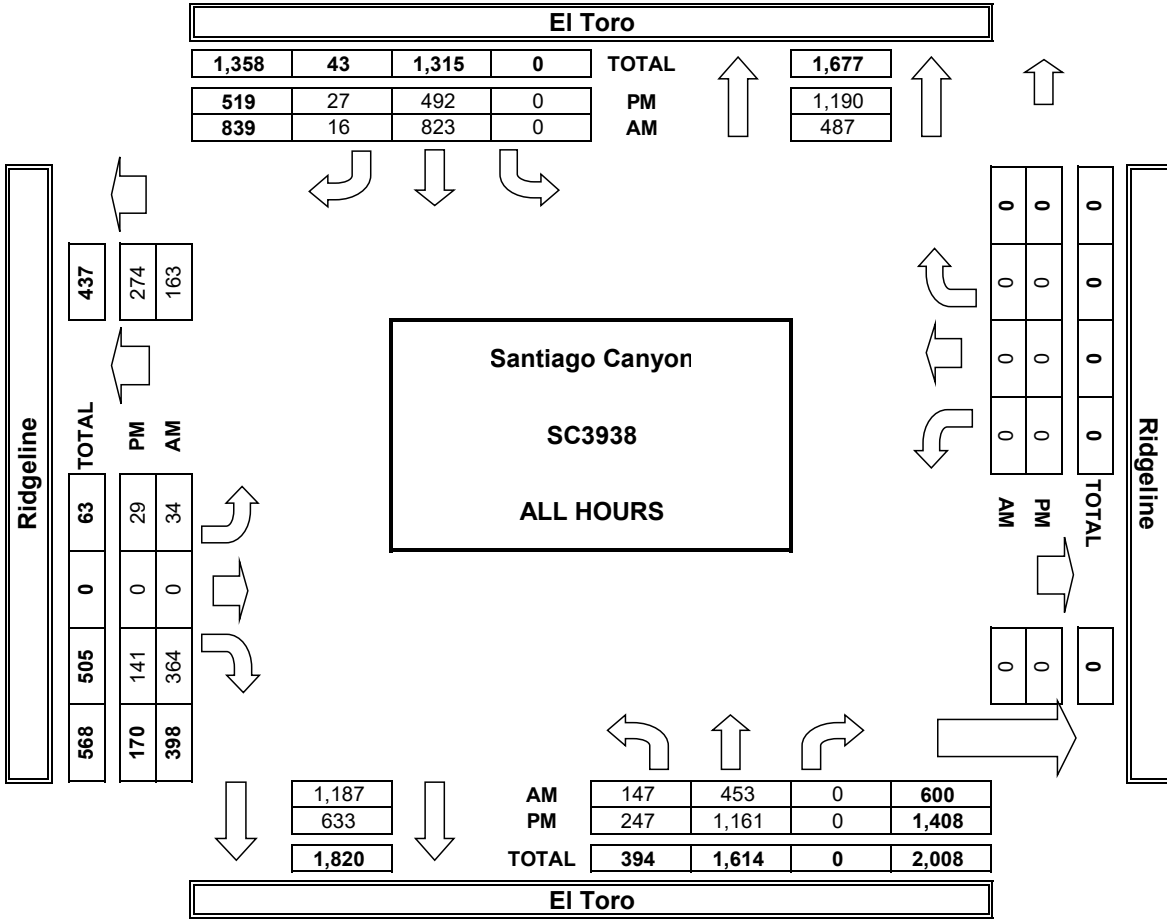 El Toro
1,358 43 1,315 0 TOTAL 1,677
519 27 492 0 PM 1,190
839 16 823 0 AM 487
Ridgeline
437 274 163
TOTAL PM AM
63 29 34
0 0 0
505 141 364
568 170 398
Santiago Canyon
SC3938
ALL HOURS
0 0 0
0 0 0
0 0 0
0 0 0
AM PM TOTAL
0 0 0
Ridgeline
1,187 AM 147 453 0 600
633 PM 247 1,161 0 1,408
1,820 TOTAL 394 1,614 0 2,008
El Toro